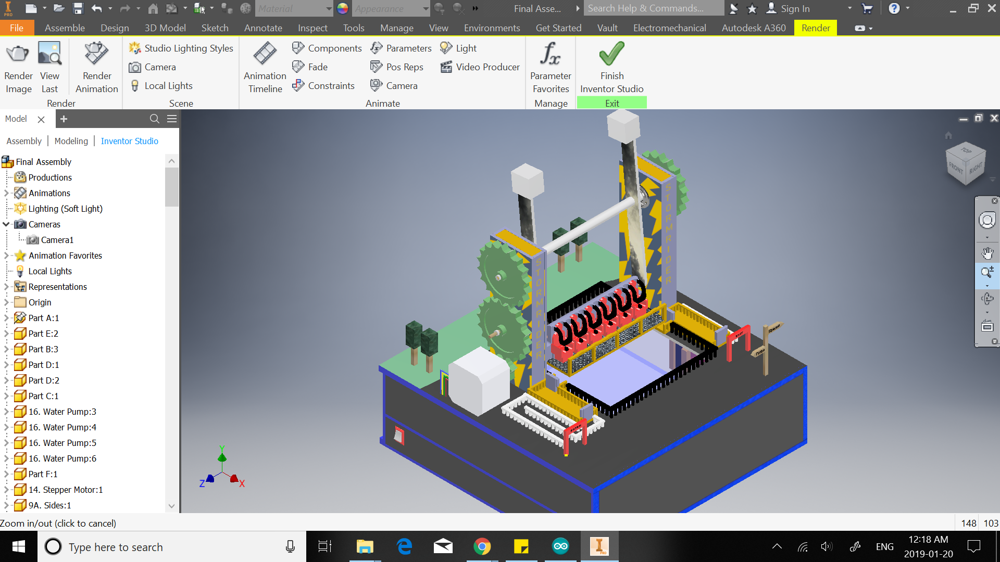 PRO
Material
Appearance
Final Asse...
Search Help & Commands...
Sign In
File
Assemble
Design
3D Model
Sketch
Annotate
Inspect
Tools
Manage
View
Environments
Get Started
Vault
Electromechanical
Autodesk A360
Render
Render Image
View Last
Render Animation
Render
Studio Lighting Styles
Camera
Local Lights
Scene
Animation Timeline
Components
Fade
Constraints
Parameters
Pos Reps
Camera
Light
Video Producer
Animate
fx
Parameter Favorites
Manage
Finish
Inventor Studio
Exit
Model
Assembly
Modeling
Inventor Studio
Final Assembly
Productions
Animations
Lighting (Soft Light)
Cameras
Camera1
Animation Favorites
Local Lights
Representations
Origin
Part A:1
Part E:2
Part B:3
Part D:1
Part D:2
Part C:1
16. Water Pump:3
16. Water Pump:4
16. Water Pump:5
16. Water Pump:6
Part F:1
14. Stepper Motor:1
9A. Sides:1
TOP
FRONT
RIGHT
STORMRIDER
STORMRIDER
ENTER
Y
Z
X
Zoom in/out (click to cancel)
148
103
Type here to search
PRO
ENG
12:18 AM
2019-01-20